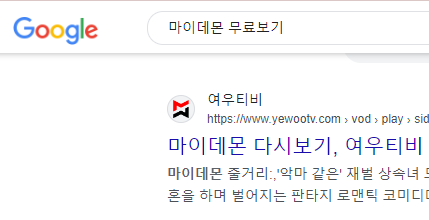 Google
마이데몬 무료보기
여우티비
https://www.yewootv.com › vod › play › sid
마이데몬 다시보기, 여우티비
마이데몬 줄거리:,'악마 같은' 재벌 상속녀
혼을 하며 벌어지는 판타지 로맨틱 코미디